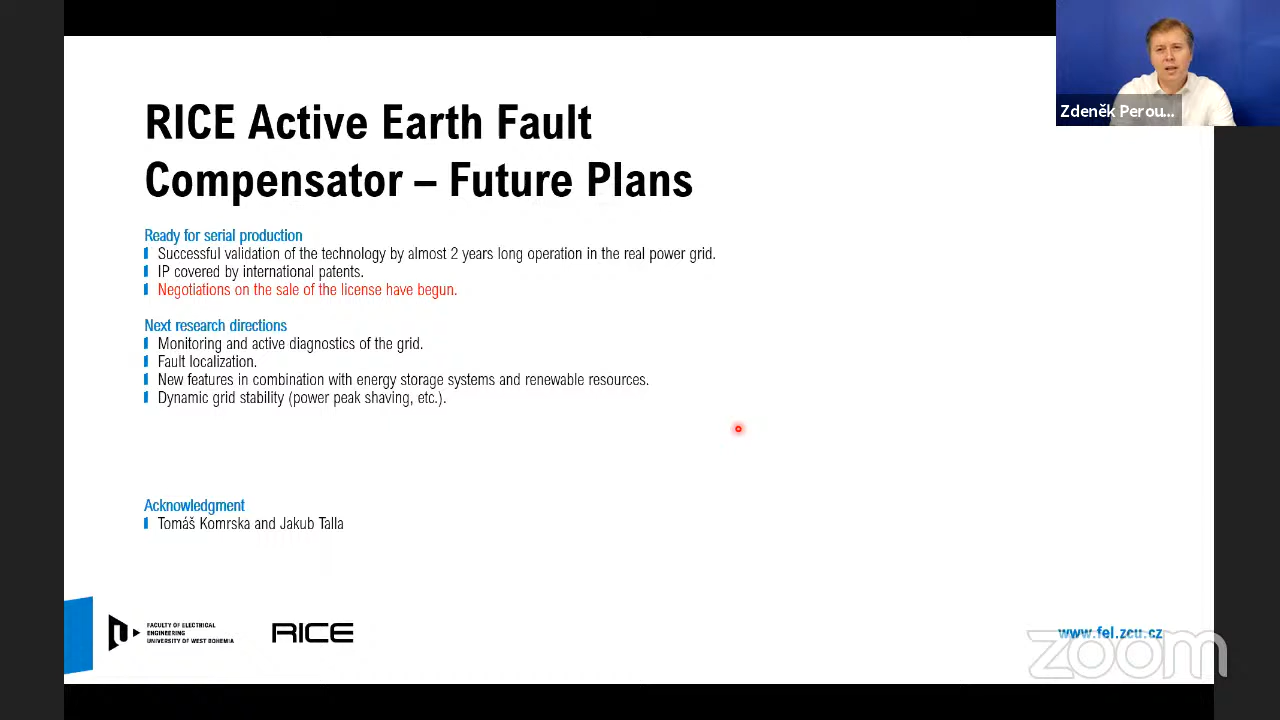 Zdeněk Perou...
RICE Active Earth Fault
Compensator – Future Plans
Ready for serial production
Successful validation of the technology by almost 2 years long operation in the real power grid.
IP covered by international patents.
Negotiations on the sale of the license have begun.
Next research directions
Monitoring and active diagnostics of the grid.
Fault localization.
New features in combination with energy storage systems and renewable resources.
Dynamic grid stability (power peak shaving, etc.).
Acknowledgment
Tomáš Komrska and Jakub Talla
FACULTY OF ELECTRICAL
ENGINEERING
UNIVERSITY OF WEST BOHEMIA
RICE
www.fel.zcu.cz
zoom